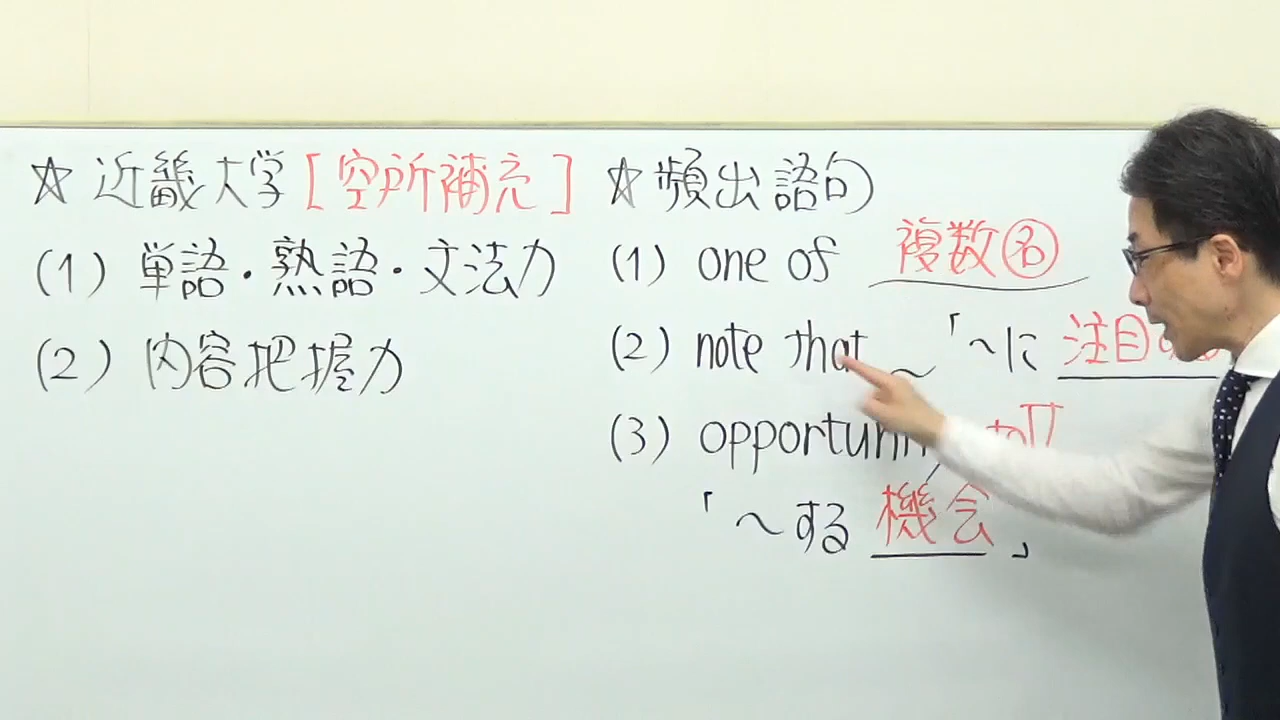 ☆近畿大学[空所補充]
(1) 単語・熟語・文法力
(2) 内容把握力
☆頻出語句
(1) one of 複数名
(2) note that ~ 「~に注目
(3) opportuni to
「~する機会」